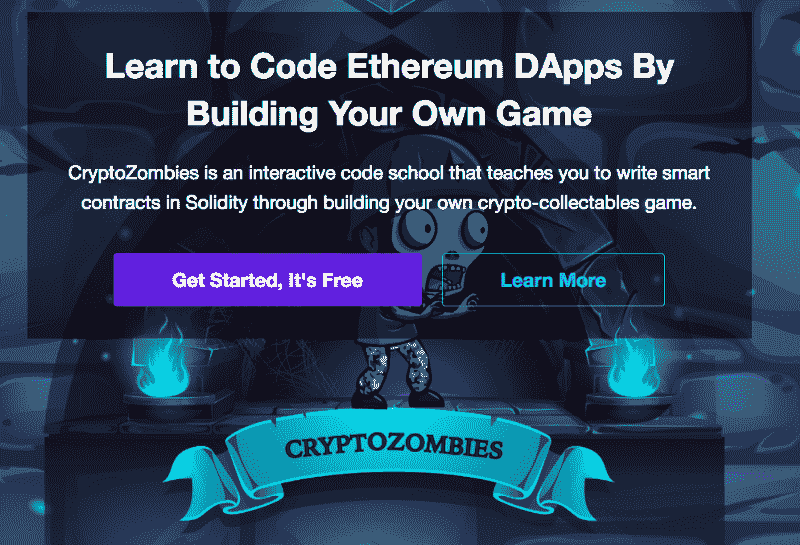 Learn to Code Ethereum DApps By
Building Your Own Game
CryptoZombies is an interactive code school that teaches you to write smart
contracts in Solidity through building your own crypto-collectables game.
Get Started, It's Free
Learn More
CRYPTOZOMBIES